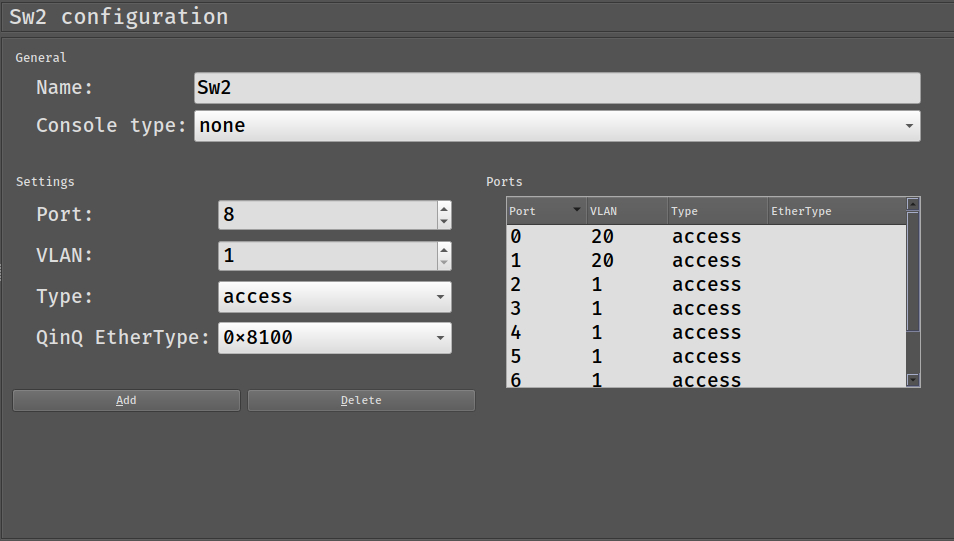 Sw2 configuration
General
Name: Sw2
Console type: none
Settings
Port: 8
VLAN: 1
Type: access
QinQ EtherType: 0×8100
Add Delete
Ports
Port VLAN Type EtherType
0 20 access
1 20 access
2 1 access
3 1 access
4 1 access
5 1 access
6 1 access